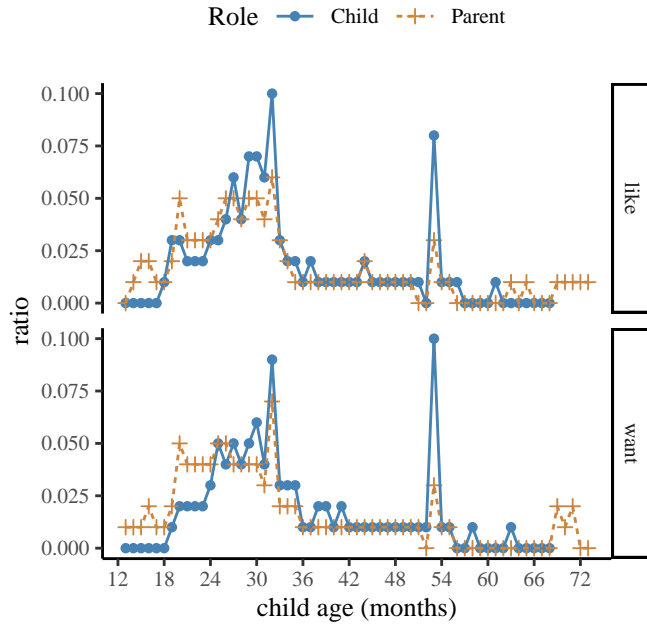 Role Child Parent
0.100
0.075
0.050
0.025
0.000
like
ratio
0.100
0.075
0.050
0.025
0.000
want
12 18 24 30 36 42 48 54 60 66 72
child age (months)